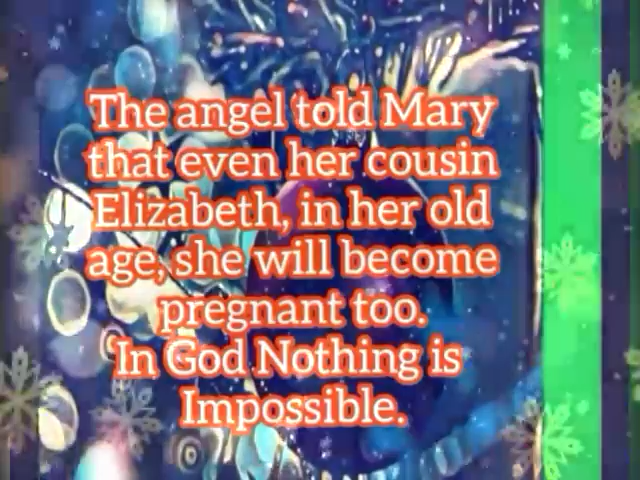 The angel told Mary
that even her cousin
Elizabeth, in her old
age, she will become
pregnant too.
In God Nothing is
Impossible.